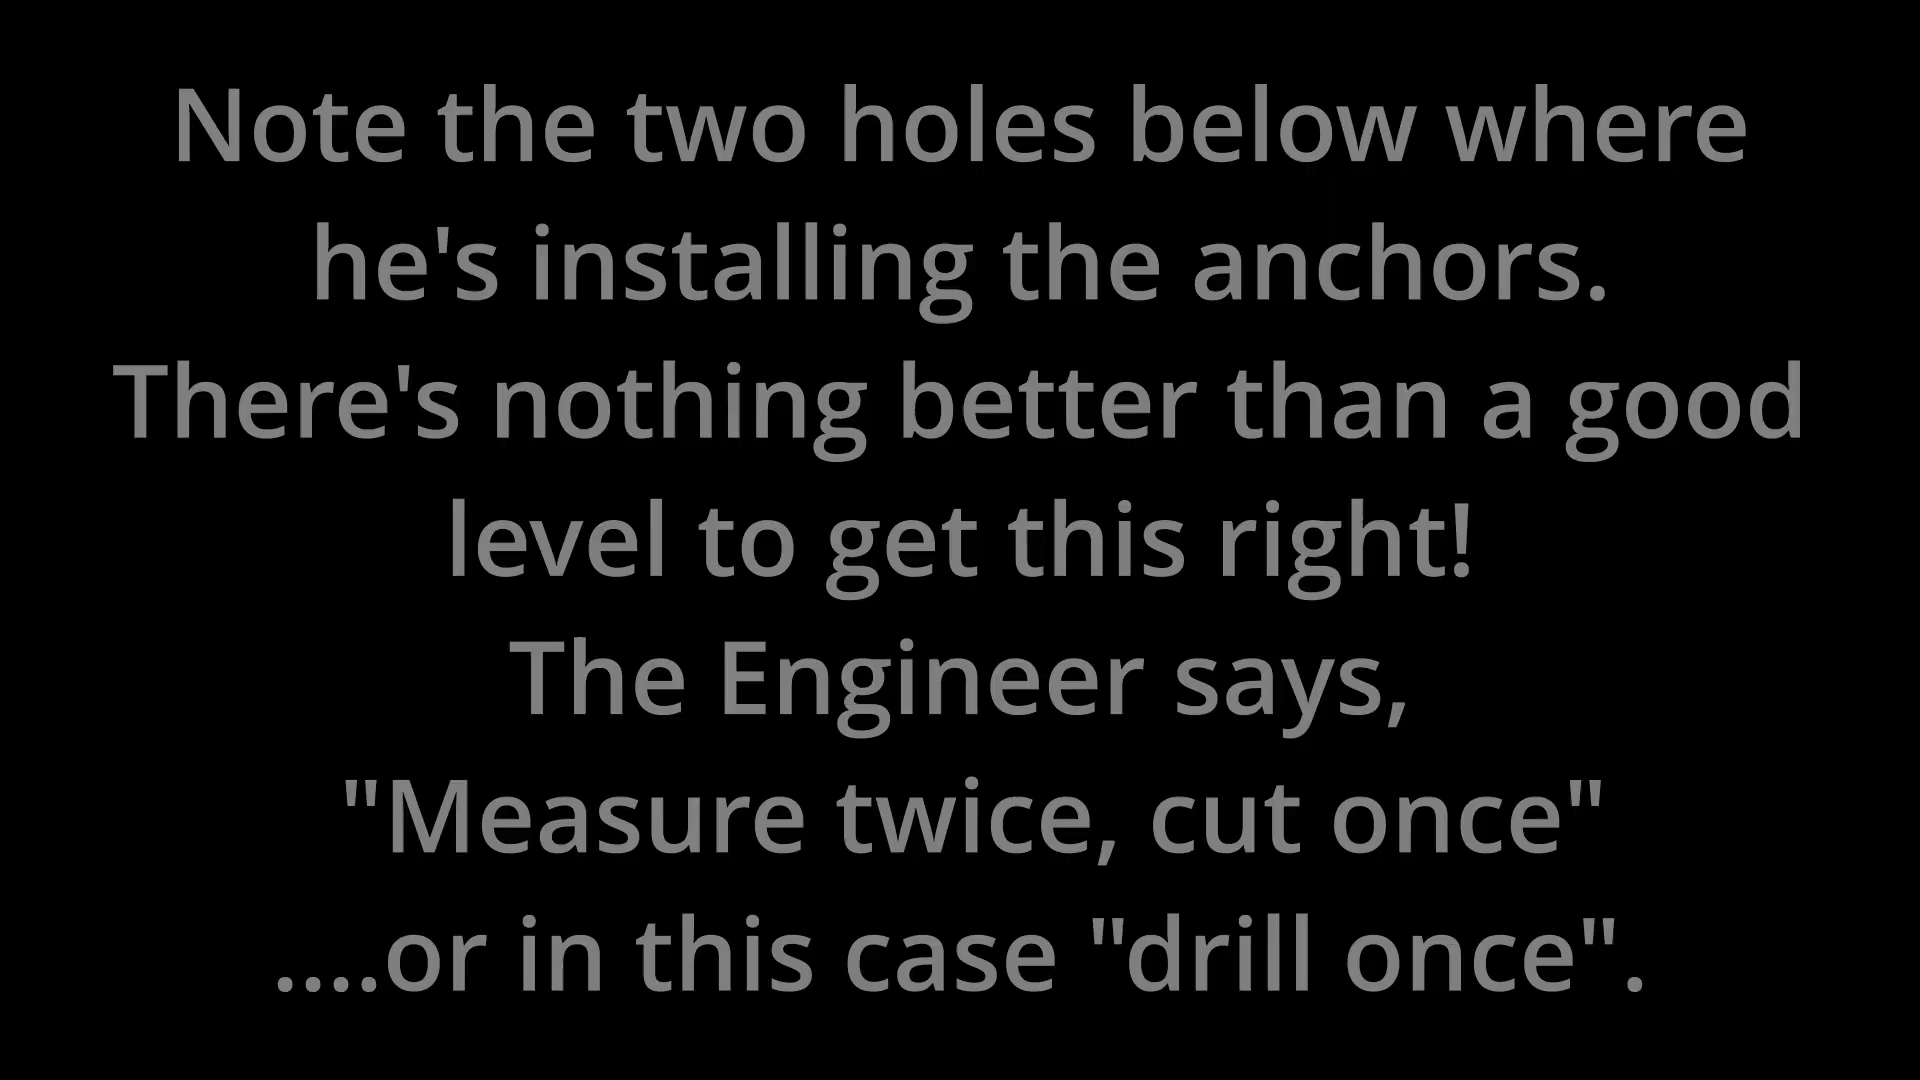 Note the two holes below where
he's installing the anchors.
There's nothing better than a good
level to get this right!
The Engineer says,
"Measure twice, cut once"
....or in this case "drill once".